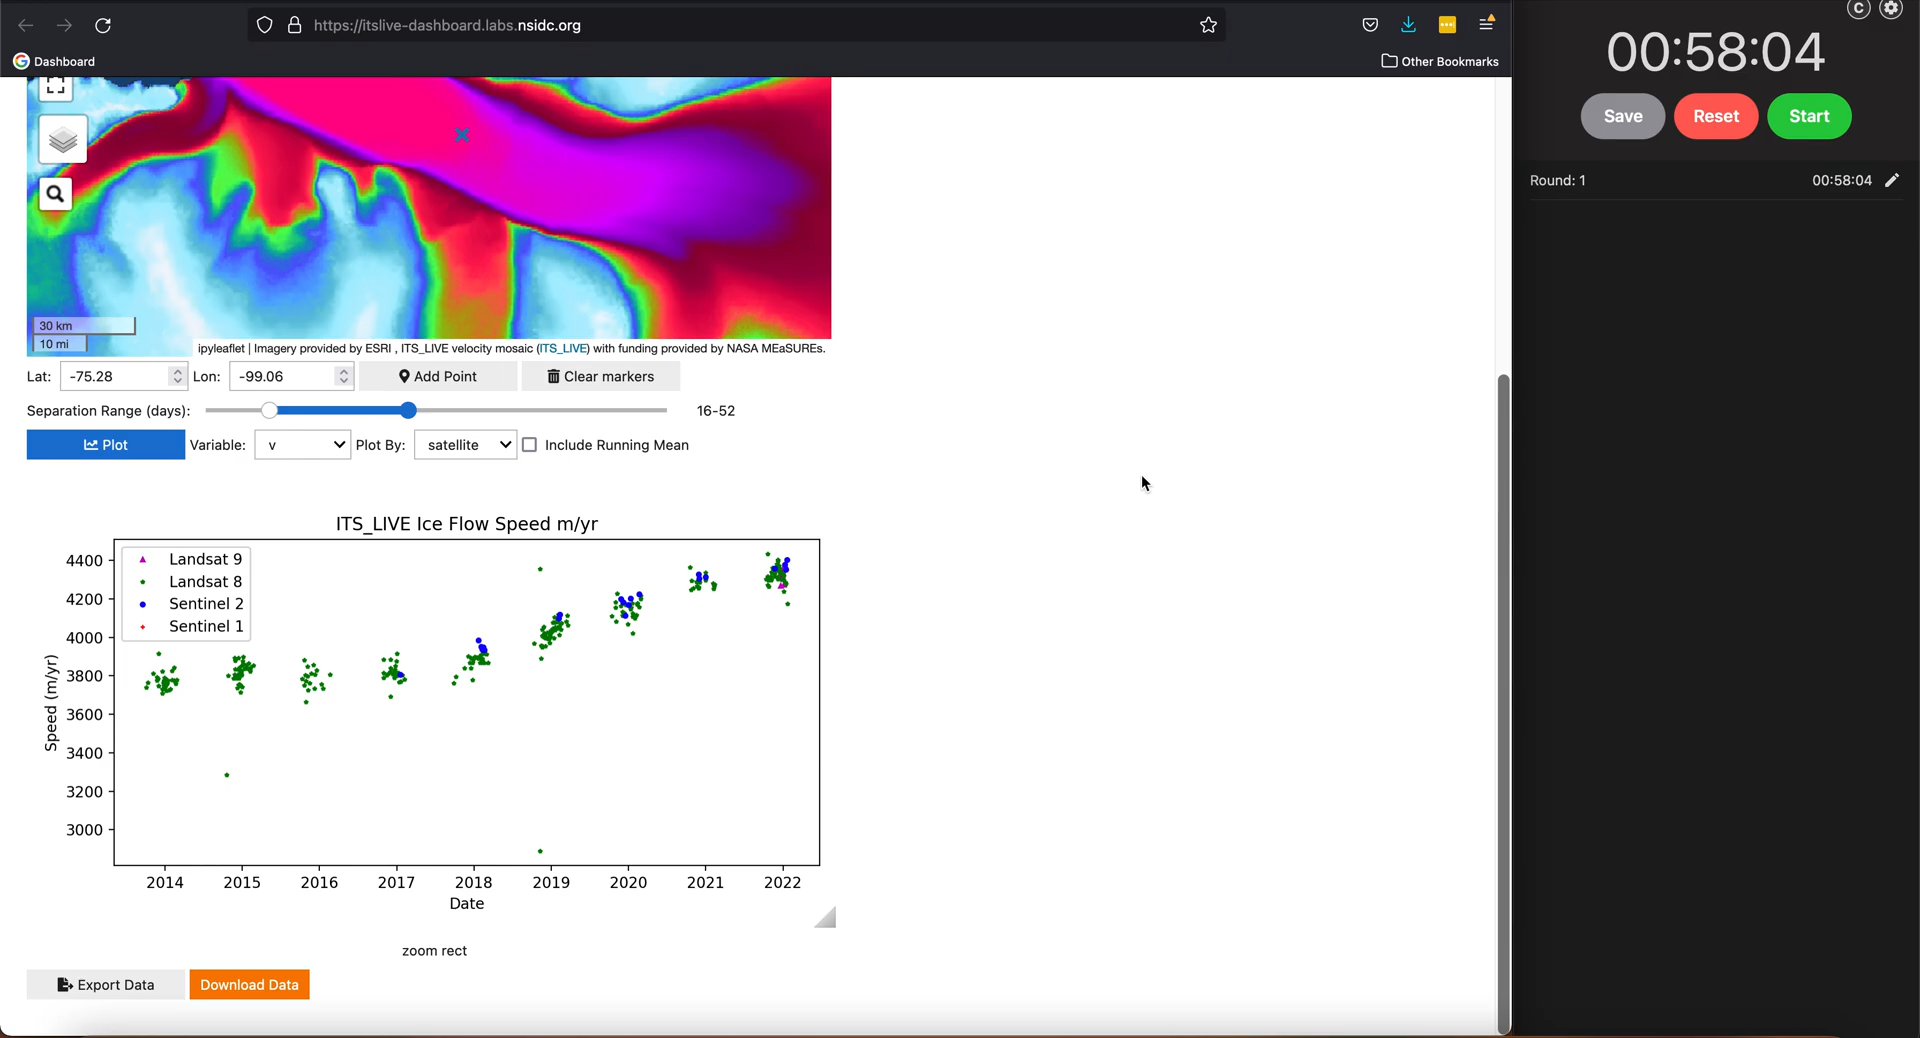 https://itslive-dashboard.labs.nsidc.org
Dashboard
Other Bookmarks
30 km
10 mi
ipyleaflet | Imagery provided by ESRI , ITS_LIVE velocity mosaic (ITS_LIVE) with funding provided by NASA MEaSUREs.
Lat: -75.28 Lon: -99.06 Add Point Clear markers
Separation Range (days): 16-52
Plot Variable: v Plot By: satellite Include Running Mean
ITS_LIVE Ice Flow Speed m/yr
Landsat 9
Landsat 8
Sentinel 2
Sentinel 1
4400
4200
4000
3800
3600
3400
3200
3000
Speed (m/yr)
2014 2015 2016 2017 2018 2019 2020 2021 2022
Date
zoom rect
Export Data Download Data
C
00:58:04
Save Reset Start
Round: 1 00:58:04